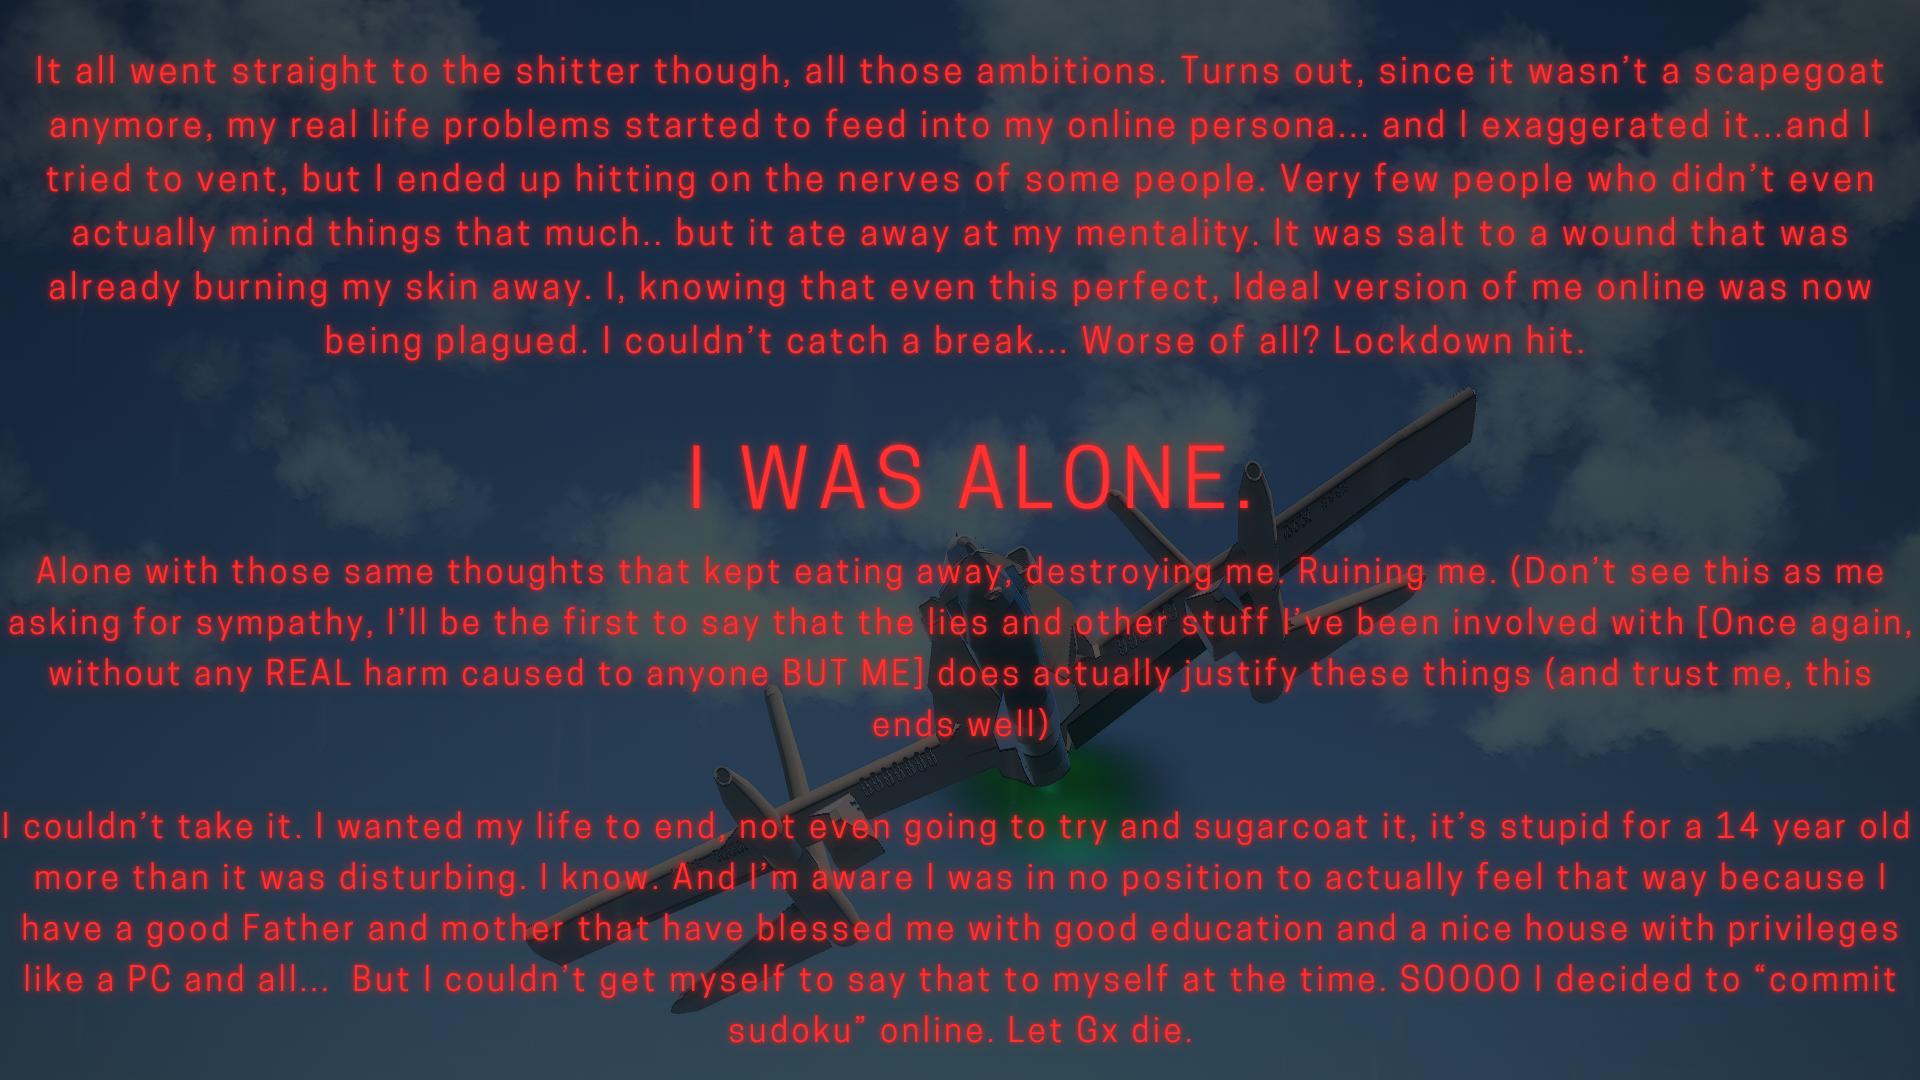 It all went straight to the shitter though, all those ambitions. Turns out, since it wasn't a scapegoat
anymore, my real life problems started to feed into my online persona... and I exaggerated it...and I
tried to vent, but I ended up hitting on the nerves of some people. Very few people who didn't even
actually mind things that much.. but it ate away at my mentality. It was salt to a wound that was
already burning my skin away. I, knowing that even this perfect, Ideal version of me online was now
being plagued. I couldn't catch a break... Worse of all? Lockdown hit.
I WAS ALONE.
Alone with those same thoughts that kept eating away, destroying me. Ruining me. (Don't see this as me
asking for sympathy, I'll be the first to say that the lies and other stuff I've been involved with [Once again,
without any REAL harm caused to anyone BUT ME] does actually justify these things (and trust me, this
ends well)
I couldn't take it. I wanted my life to end, not even going to try and sugarcoat it, it's stupid for a 14 year old
more than it was disturbing. I know. And I'm aware I was in no position to actually feel that way because I
have a good Father and mother that have blessed me with good education and a nice house with privileges
like a PC and all...  But I couldn't get myself to say that to myself at the time. SOOOO I decided to “commit
sudoku” online. Let Gx die.